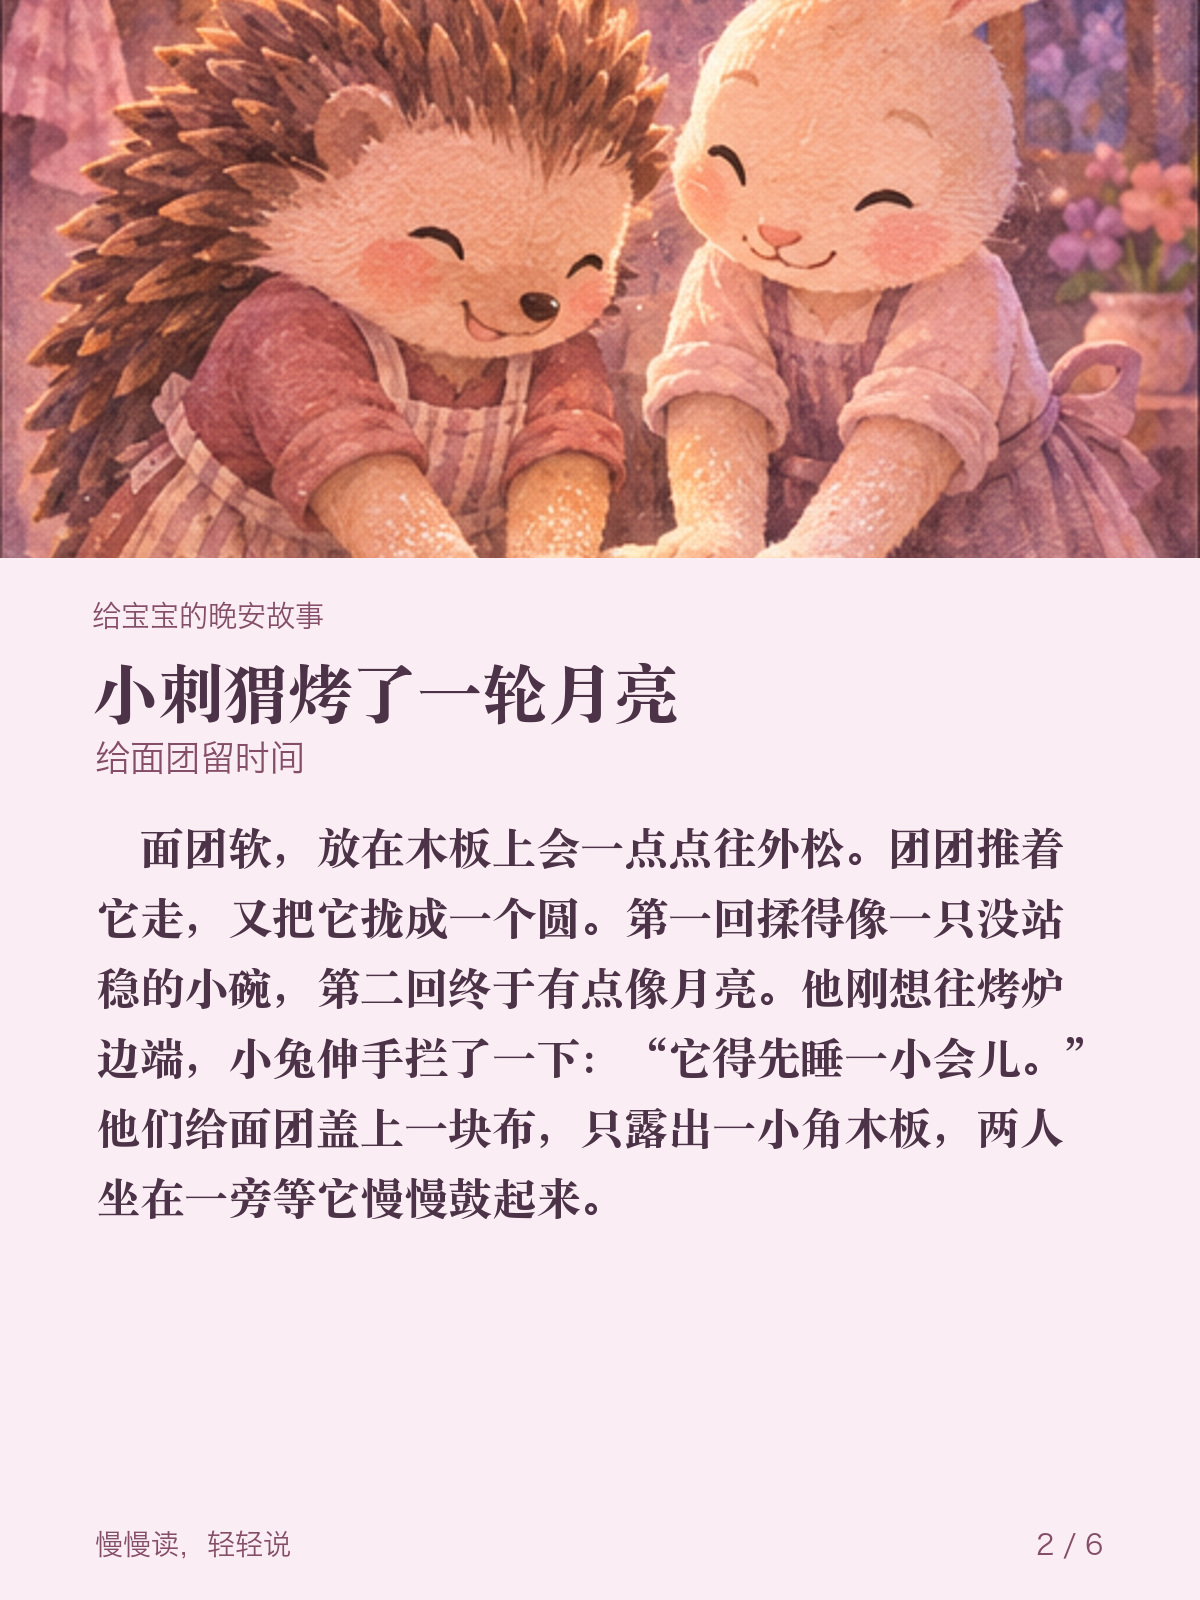 给宝宝的晚安故事
小刺猬烤了一轮月亮
给面团留时间
面团软，放在木板上会一点点往外松。团团推着
它走，又把它拢成一个圆。第一回揉得像一只没站
稳的小碗，第二回终于有点像月亮。他刚想往烤炉
边端，小兔伸手拦了一下：“它得先睡一小会儿。”
他们给面团盖上一块布，只露出一小角木板，两人
坐在一旁等它慢慢鼓起来。
慢慢读，轻轻说
2 / 6